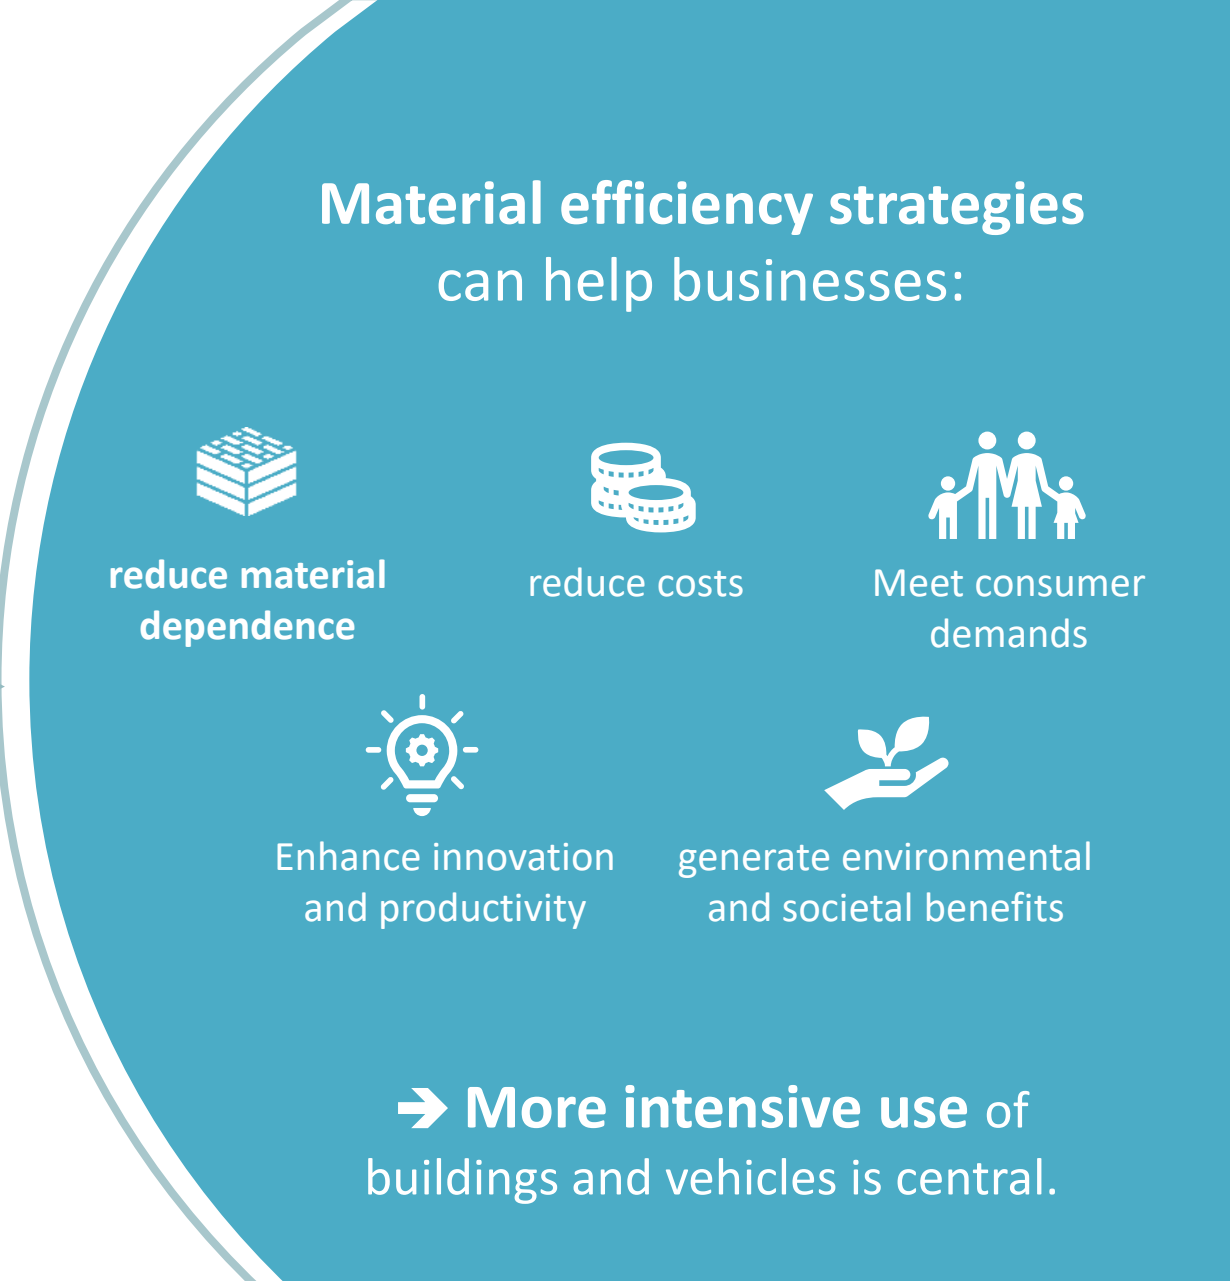 Material efficiency strategies
can help businesses:
reduce material
dependence
reduce costs
Meet consumer
demands
Enhance innovation
and productivity
generate environmental
and societal benefits
➔ More intensive use of
buildings and vehicles is central.